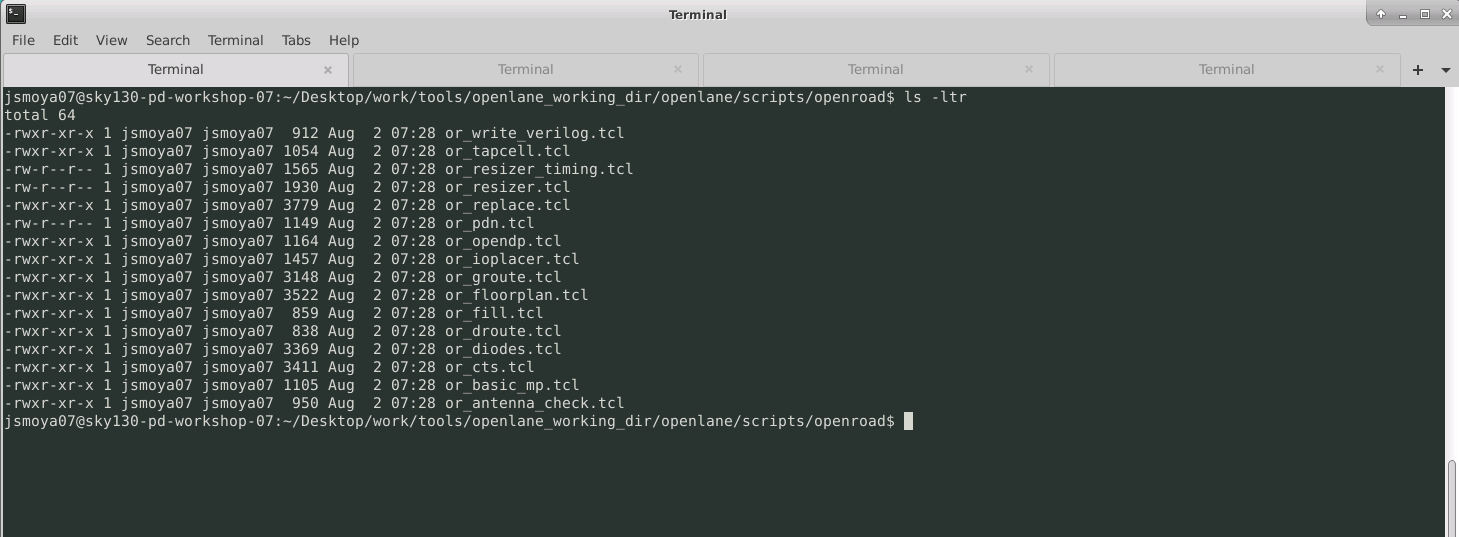 Terminal
File Edit View Search Terminal Tabs Help
Terminal Terminal Terminal Terminal
jsmoya07@sky130-pd-workshop-07:~/Desktop/work/tools/openlane_working_dir/openlane/scripts/openroad$ ls -ltr
total 64
-rwxr-xr-x 1 jsmoya07 jsmoya07  912 Aug  2 07:28 or_write_verilog.tcl
-rwxr-xr-x 1 jsmoya07 jsmoya07 1054 Aug  2 07:28 or_tapcell.tcl
-rw-r--r-- 1 jsmoya07 jsmoya07 1565 Aug  2 07:28 or_resizer_timing.tcl
-rw-r--r-- 1 jsmoya07 jsmoya07 1930 Aug  2 07:28 or_resizer.tcl
-rwxr-xr-x 1 jsmoya07 jsmoya07 3779 Aug  2 07:28 or_replace.tcl
-rw-r--r-- 1 jsmoya07 jsmoya07 1149 Aug  2 07:28 or_pdn.tcl
-rwxr-xr-x 1 jsmoya07 jsmoya07 1164 Aug  2 07:28 or_opendp.tcl
-rwxr-xr-x 1 jsmoya07 jsmoya07 1457 Aug  2 07:28 or_ioplacer.tcl
-rwxr-xr-x 1 jsmoya07 jsmoya07 3148 Aug  2 07:28 or_groute.tcl
-rwxr-xr-x 1 jsmoya07 jsmoya07 3522 Aug  2 07:28 or_floorplan.tcl
-rwxr-xr-x 1 jsmoya07 jsmoya07  859 Aug  2 07:28 or_fill.tcl
-rwxr-xr-x 1 jsmoya07 jsmoya07  838 Aug  2 07:28 or_droute.tcl
-rwxr-xr-x 1 jsmoya07 jsmoya07 3369 Aug  2 07:28 or_diodes.tcl
-rwxr-xr-x 1 jsmoya07 jsmoya07 3411 Aug  2 07:28 or_cts.tcl
-rwxr-xr-x 1 jsmoya07 jsmoya07 1105 Aug  2 07:28 or_basic_mp.tcl
-rwxr-xr-x 1 jsmoya07 jsmoya07  950 Aug  2 07:28 or_antenna_check.tcl
jsmoya07@sky130-pd-workshop-07:~/Desktop/work/tools/openlane_working_dir/openlane/scripts/openroad$